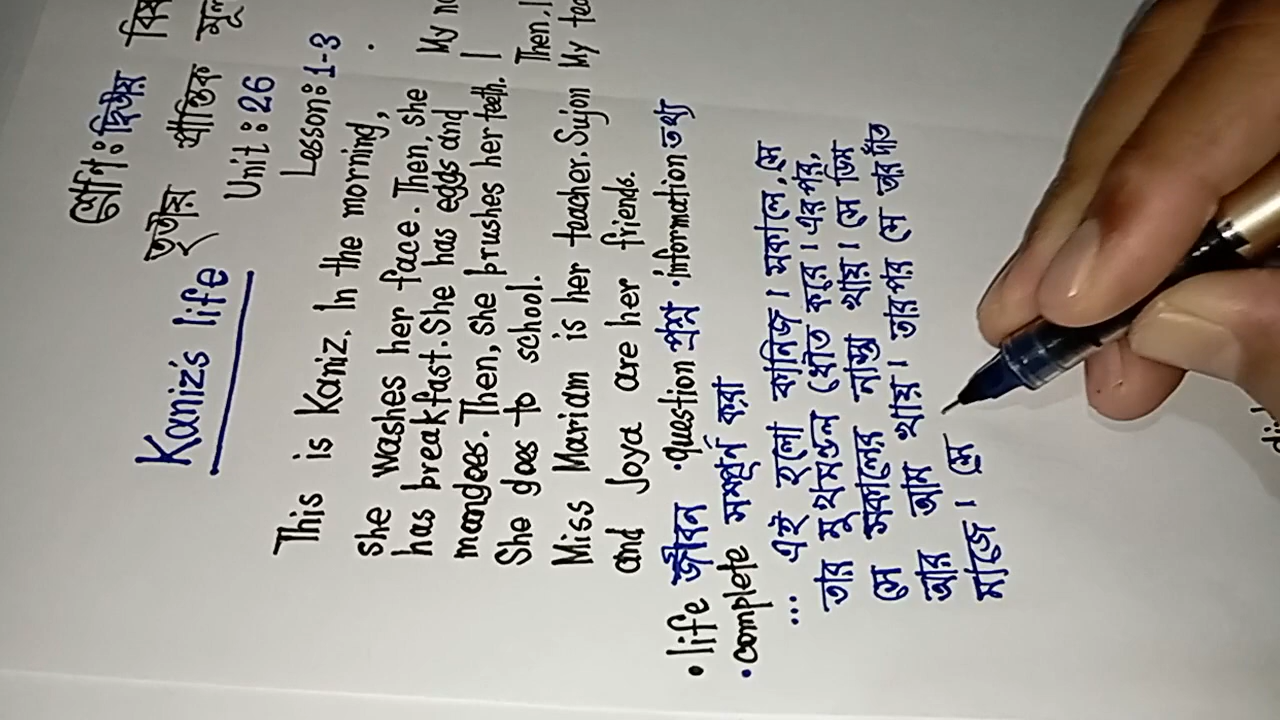 শ্রেণি: দ্বিতীয়
তৃতীয় প্রান্তিক
Unit: 26
Lesson: 1-3
Kaniz's life
This is Kaniz. In the morning,
she washes her face. Then, she
has breakfast. She has eggs and
mangoes. Then, she brushes her teeth.
She goes to school.
Miss Mariam is her teacher. Sujon
and Joya are her friends.
My
I
Then, I
My
• life জীবন • question প্রশ্ন • information তথ্য
• complete সম্পূর্ণ করা
... এই হলো কানিজ। সকালে, সে
তার মুখমন্ডল ধৌত করে। এরপর,
সে সকালের নাস্তা খায়। সে ডিম
আর আম খায়। তারপর সে তার দাঁত
মাজে। সে